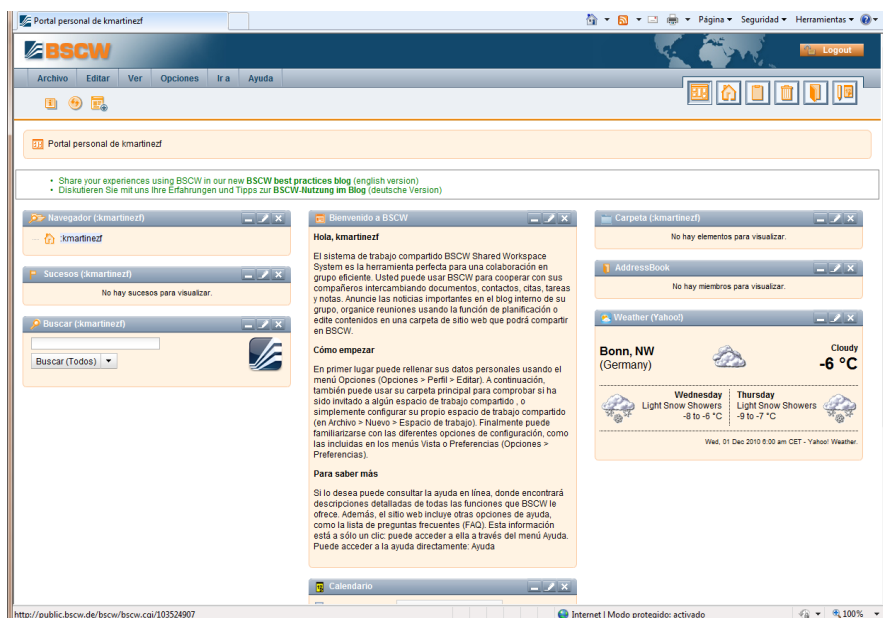 Portal personal de kmartinezf
Página Seguridad Herramientas
BSCW
Logout
Archivo Editar Ver Opciones Ir a Ayuda
Portal personal de kmartinezf
Share your experiences using BSCW in our new BSCW best practices blog (english version)
Diskutieren Sie mit uns Ihre Erfahrungen und Tipps zur BSCW-Nutzung im Blog (deutsche Version)
Navegador (:kmartinezf)
:kmartinezf
Sucesos (:kmartinezf)
No hay sucesos para visualizar.
Buscar (:kmartinezf)
Buscar (Todos)
Bienvenido a BSCW
Hola, kmartinezf
El sistema de trabajo compartido BSCW Shared Workspace
System es la herramienta perfecta para una colaboración en
grupo eficiente. Usted puede usar BSCW para cooperar con sus
compañeros intercambiando documentos, contactos, citas, tareas
y notas. Anuncie las noticias importantes en el blog interno de su
grupo, organice reuniones usando la función de planificación o
edite contenidos en una carpeta de sitio web que podrá compartir
en BSCW.
Cómo empezar
En primer lugar puede rellenar sus datos personales usando el
menú Opciones (Opciones > Perfil > Editar). A continuación,
también puede usar su carpeta principal para comprobar si ha
sido invitado a algún espacio de trabajo compartido , o
simplemente configurar su propio espacio de trabajo compartido
(en Archivo > Nuevo > Espacio de trabajo). Finalmente puede
familiarizarse con las diferentes opciones de configuración, como
las incluidas en los menús Vista o Preferencias (Opciones >
Preferencias).
Para saber más
Si lo desea puede consultar la ayuda en línea, donde encontrará
descripciones detalladas de todas las funciones que BSCW le
ofrece. Además, el sitio web incluye otras opciones de ayuda,
como la lista de preguntas frecuentes (FAQ). Esta información
está a sólo un clic: puede acceder a ella a través del menú Ayuda.
Puede acceder a la ayuda directamente: Ayuda
Calendario
Carpeta (:kmartinezf)
No hay elementos para visualizar.
AddressBook
No hay miembros para visualizar.
Weather (Yahoo!)
Bonn, NW
(Germany)
Cloudy
-6 °C
Wednesday
Light Snow Showers
-8 to -6 °C
Thursday
Light Snow Showers
-9 to -7 °C
Wed, 01 Dec 2010 6:00 am CET - Yahoo! Weather.
http://public.bscw.de/bscw/bscw.cgi/103524907
Internet | Modo protegido: activado
100%